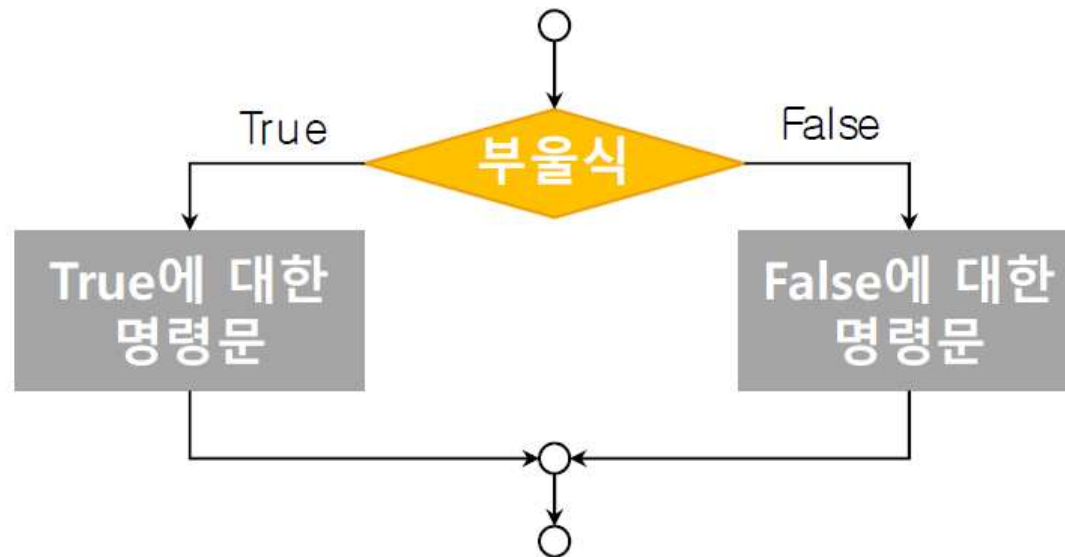 True
False
부울식
True에 대한
명령문
False에 대한
명령문